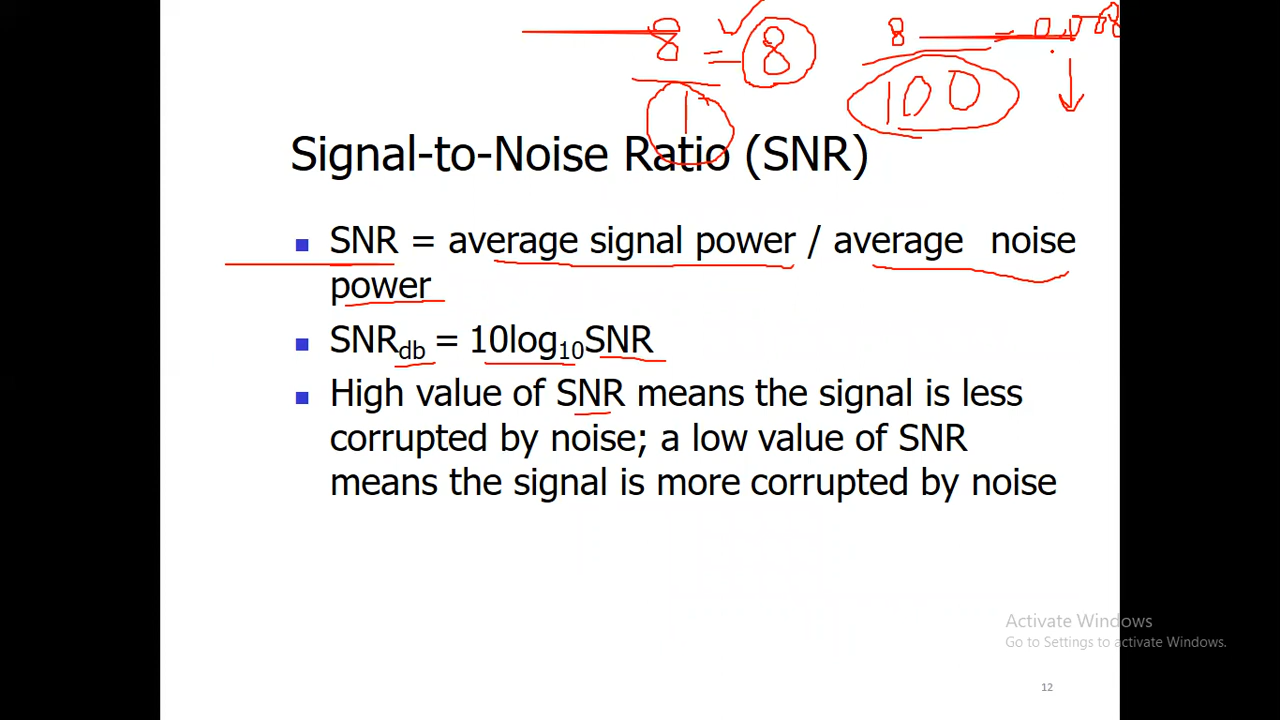 8 = 8
1
8
100
Signal-to-Noise Ratio (SNR)
SNR = average signal power / average noise
power
SNRdb = 10log10SNR
High value of SNR means the signal is less
corrupted by noise; a low value of SNR
means the signal is more corrupted by noise
Activate Windows
Go to Settings to activate Windows.
12